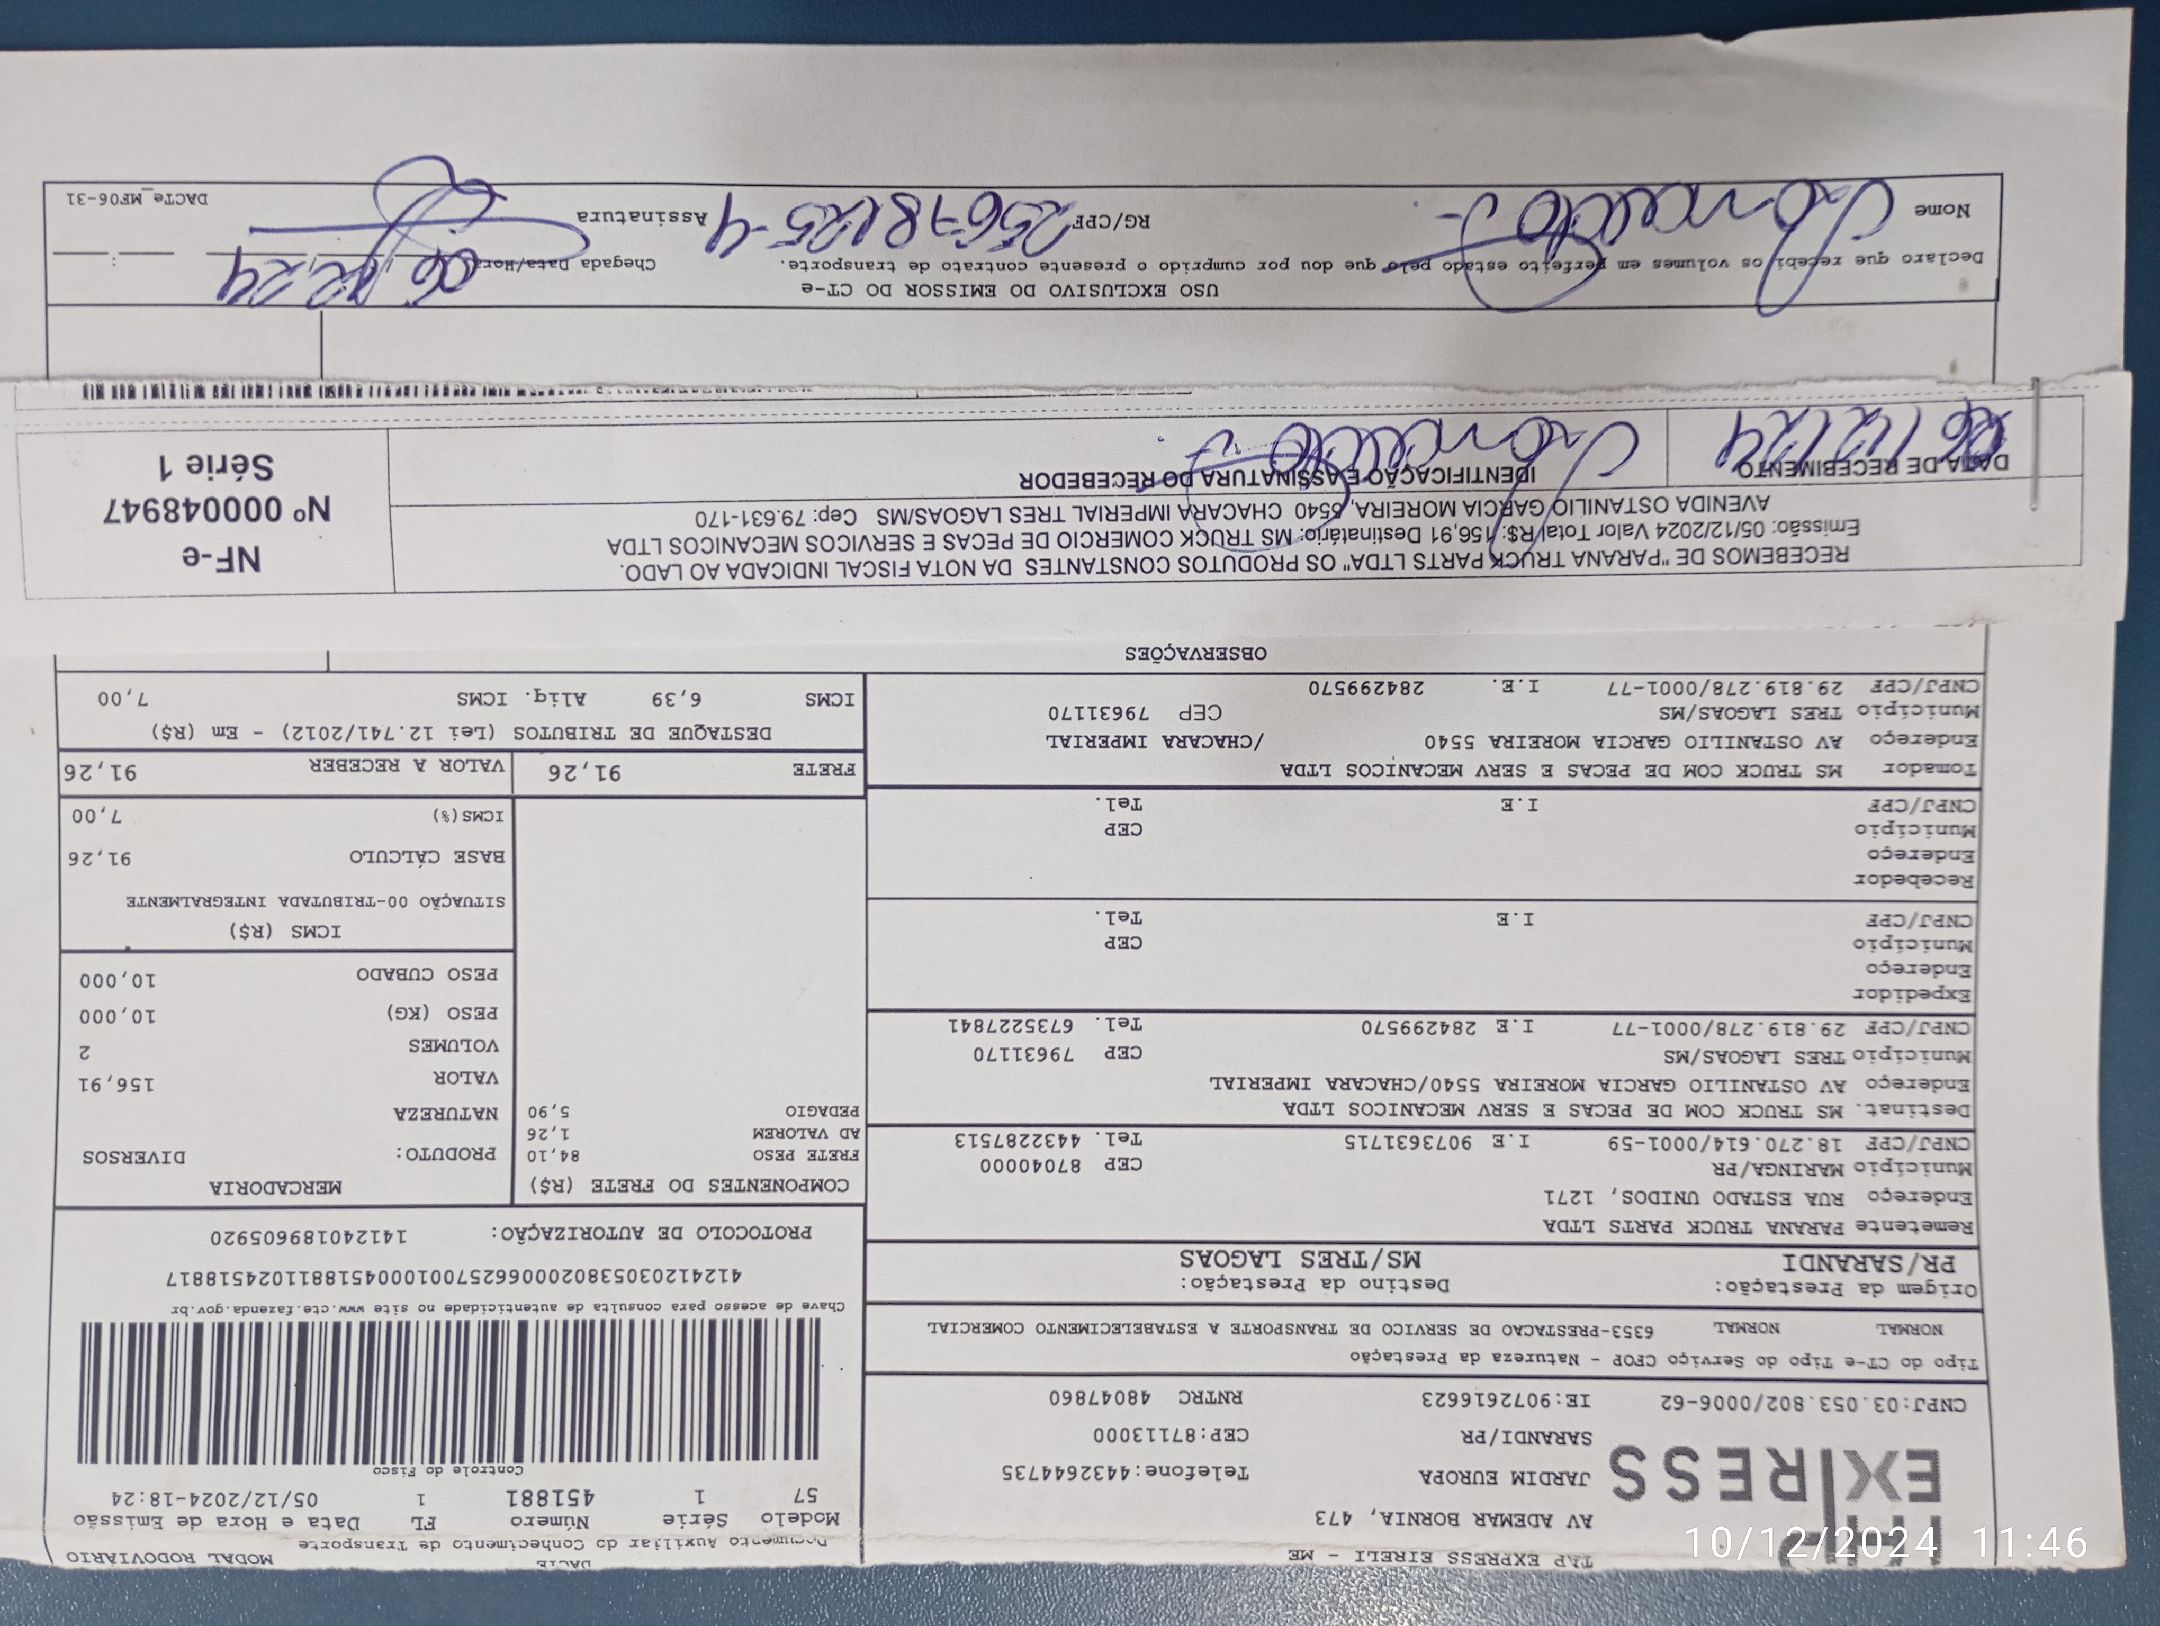 TAP EXPRESS EIRELI - ME
AV ADEMAR BORNIA, 473
JARDIM EUROPA Telefone:4432644735
SARANDI/PR CEP:87113000
EXPRESS
CNPJ:03.053.802/0006-62 IE:9072616623 RNTRC 48047860
DACTE MODAL RODOVIÁRIO
Documento Auxiliar do Conhecimento de Transporte
Modelo Série Número FL Data e Hora de Emissão
57 1 451881 1 05/12/2024-18:24
Controle do Fisco
Chave de acesso para consulta de autenticidade no site www.cte.fazenda.gov.br
41241203053802000662570010004518811024518817
PROTOCOLO DE AUTORIZAÇÃO: 141240189605920
Tipo do CT-e Tipo do Serviço CFOP - Natureza da Prestação
NORMAL NORMAL 6353-PRESTACAO DE SERVICO DE TRANSPORTE A ESTABELECIMENTO COMERCIAL
Origem da Prestação: Destino da Prestação:
PR/SARANDI MS/TRES LAGOAS
Remetente PARANA TRUCK PARTS LTDA
Endereço RUA ESTADO UNIDOS, 1271
Município MARINGA/PR CEP 87040000
CNPJ/CPF 18.270.614/0001-59 I.E 9073631715 Tel. 4432287513
Destinat. MS TRUCK COM DE PECAS E SERV MECANICOS LTDA
Endereço AV OSTANILIO GARCIA MOREIRA 5540/CHACARA IMPERIAL
Município TRES LAGOAS/MS CEP 79631170
CNPJ/CPF 29.819.278/0001-77 I.E 284299570 Tel. 6735227841
Expedidor
Endereço
Município CEP
CNPJ/CPF I.E Tel.
Recebedor
Endereço
Município CEP
CNPJ/CPF I.E Tel.
Tomador MS TRUCK COM DE PECAS E SERV MECANICOS LTDA
Endereço AV OSTANILIO GARCIA MOREIRA 5540 /CHACARA IMPERIAL
Município TRES LAGOAS/MS CEP 79631170
CNPJ/CPF 29.819.278/0001-77 I.E. 284299570
COMPONENTES DO FRETE (R$)
FRETE PESO 84,10
AD VALOREM 1,26
PEDAGIO 5,90
MERCADORIA
PRODUTO: DIVERSOS
NATUREZA
VALOR 156,91
VOLUMES 2
PESO (KG) 10,000
PESO CUBADO 10,000
ICMS (R$)
SITUAÇÃO 00-TRIBUTADA INTEGRALMENTE
BASE CÁLCULO 91,26
ICMS(%) 7,00
FRETE 91,26 VALOR A RECEBER 91,26
DESTAQUE DE TRIBUTOS (Lei 12.741/2012) - Em (R$)
ICMS 6,39 Aliq. ICMS 7,00
OBSERVAÇÕES
RECEBEMOS DE "PARANA TRUCK PARTS LTDA" OS PRODUTOS CONSTANTES DA NOTA FISCAL INDICADA AO LADO.
Emissão: 05/12/2024 Valor Total R$: 156,91 Destinatário: MS TRUCK COMERCIO DE PECAS E SERVICOS MECANICOS LTDA
AVENIDA OSTANILIO GARCIA MOREIRA, 5540 CHACARA IMPERIAL TRES LAGOAS/MS Cep: 79.631-170
DATA DE RECEBIMENTO IDENTIFICAÇÃO E ASSINATURA DO RECEBEDOR
06/12/24
NF-e
Nº 000048947
Série 1
USO EXCLUSIVO DO EMISSOR DO CT-e
Declaro que recebi os volumes em perfeito estado pelo que dou por cumprido o presente contrato de transporte. Chegada Data/Hora 06 12 24 :
Nome RG/CPF Assinatura
DACTe_MF06-31
10/12/2024 11:46